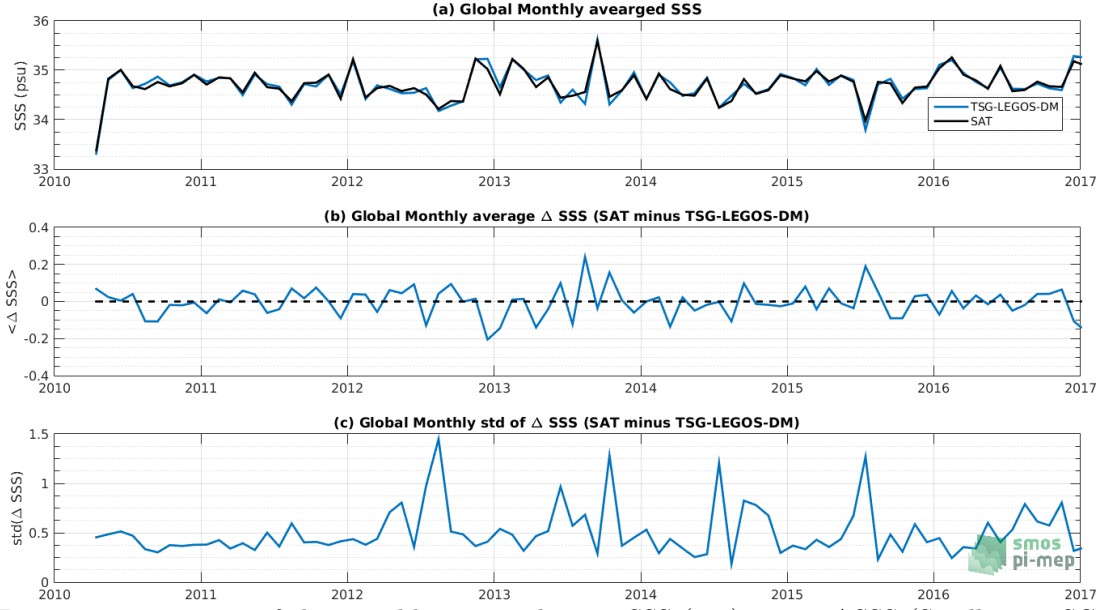 (a) Global Monthly avearged SSS
36
35
34
33
SSS (psu)
TSG-LEGOS-DM
SAT
2010 2011 2012 2013 2014 2015 2016 2017
(b) Global Monthly average Δ SSS (SAT minus TSG-LEGOS-DM)
0.4
0.2
0
-0.2
-0.4
<Δ SSS>
2010 2011 2012 2013 2014 2015 2016 2017
(c) Global Monthly std of Δ SSS (SAT minus TSG-LEGOS-DM)
1.5
1
0.5
0
std(Δ SSS)
smos
pi-mep
2010 2011 2012 2013 2014 2015 2016 2017